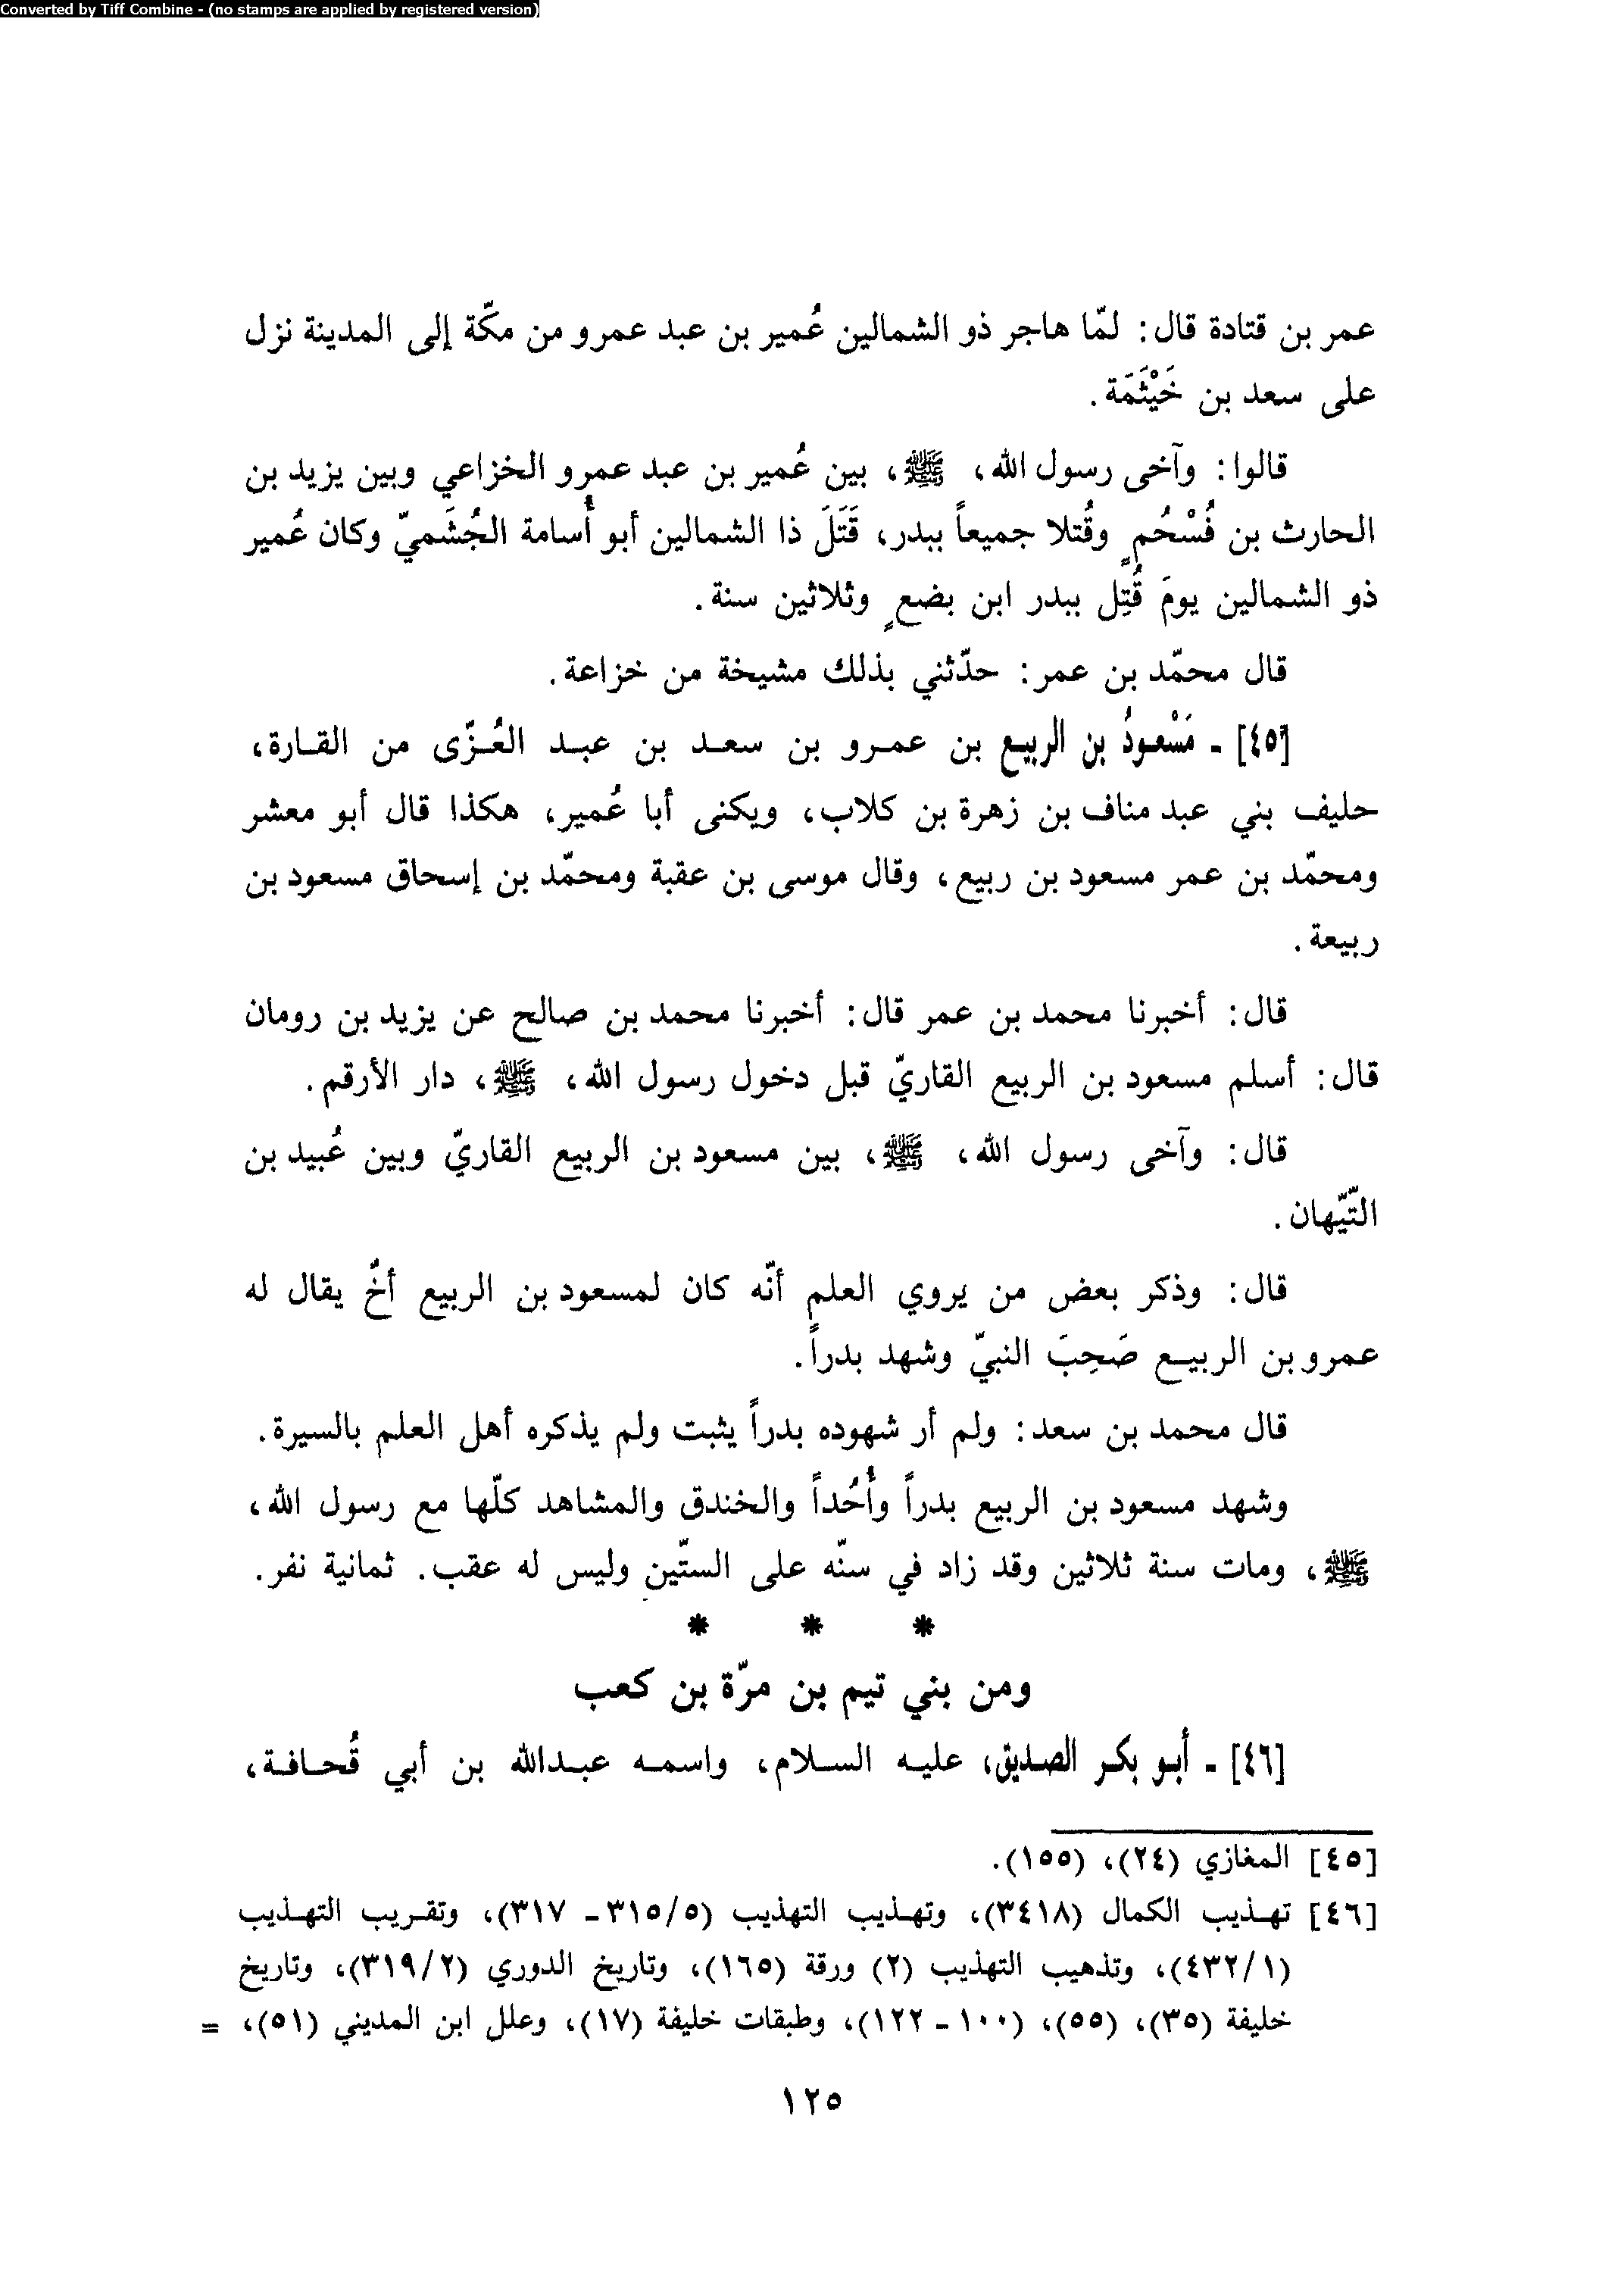 Converted by Tiff Combine - (no stamps are applied by registered version)
عمر بن قتادة قال: لمّا هاجر ذو الشمالين عُمير بن عبد عمرو من مكّة إلى المدينة نزل
على سعد بن خَيْثَمَة.
قالوا: وآخى رسول الله، ﷺ، بين عُمير بن عبد عمرو الخزاعي وبين يزيد بن
الحارث بن فُسْحُمٍ وقُتلا جميعاً ببدر، قَتَلَ ذا الشمالين أبو أُسامة الجُشَميّ وكان عُمير
ذو الشمالين يومَ قُتِل ببدر ابن بضعٍ وثلاثين سنة.
قال محمّد بن عمر: حدّثني بذلك مشيخة من خزاعة.
[٤٥] ـ مَسْعودُ بن الربيع بن عمرو بن سعد بن عبد العُزّى من القارة،
حليف بني عبد مناف بن زهرة بن كلاب، ويكنى أبا عُمير، هكذا قال أبو معشر
ومحمّد بن عمر مسعود بن ربيع، وقال موسى بن عقبة ومحمّد بن إسحاق مسعود بن
ربيعة.
قال: أخبرنا محمد بن عمر قال: أخبرنا محمد بن صالح عن يزيد بن رومان
قال: أسلم مسعود بن الربيع القاريّ قبل دخول رسول الله، ﷺ، دار الأرقم.
قال: وآخى رسول الله، ﷺ، بين مسعود بن الربيع القاريّ وبين عُبيد بن
التّيّهان.
قال: وذكر بعض من يروي العلم أنّه كان لمسعود بن الربيع أخٌ يقال له
عمرو بن الربيع صَحِبَ النبيّ وشهد بدراً.
قال محمد بن سعد: ولم أر شهوده بدراً يثبت ولم يذكره أهل العلم بالسيرة.
وشهد مسعود بن الربيع بدراً وأُحُداً والخندق والمشاهد كلّها مع رسول الله،
ﷺ، ومات سنة ثلاثين وقد زاد في سنّه على الستّين وليس له عقب. ثمانية نفر.
* * *
ومن بني تيم بن مرّة بن كعب
[٤٦] ـ أبو بكر الصديق، عليه السلام، واسمه عبدالله بن أبي قُحافة،
[٤٥] المغازي (٢٤)، (١٥٥).
[٤٦] تهذيب الكمال (٣٤١٨)، وتهذيب التهذيب (٣١٥/٥ ـ ٣١٧)، وتقريب التهذيب
(٤٣٢/١)، وتذهيب التهذيب (٢) ورقة (١٦٥)، وتاريخ الدوري (٣١٩/٢)، وتاريخ
خليفة (٣٥)، (٥٥)، (١٠٠ ـ ١٢٢)، وطبقات خليفة (١٧)، وعلل ابن المديني (٥١)، =
١٢٥